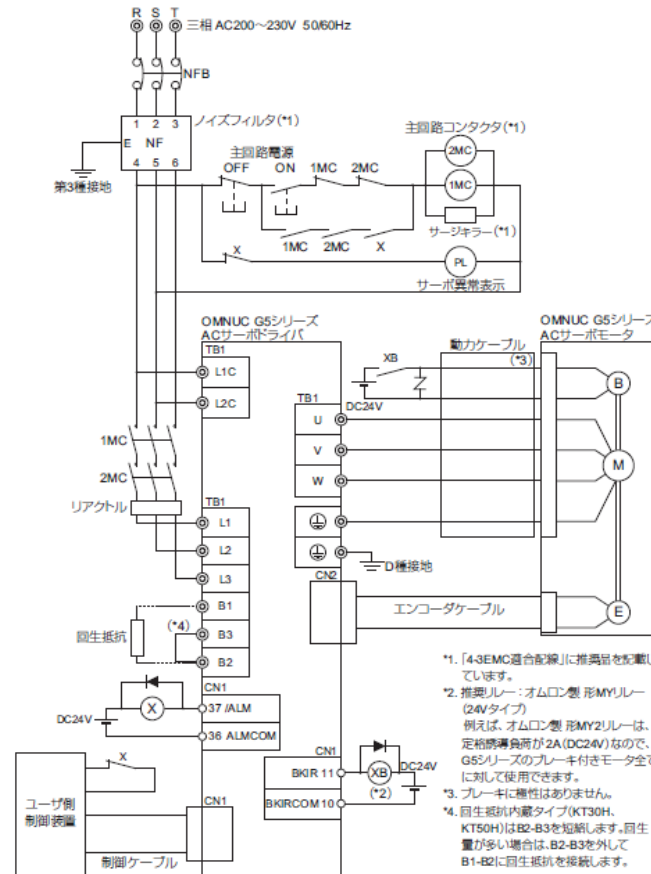 R S T
三相 AC200～230V 50/60Hz
NFB
1 2 3
ノイズフィルタ(*1)
E NF
4 5 6
第3種接地
主回路電源
OFF ON 1MC 2MC
主回路コンタクタ(*1)
2MC
1MC
サージキラー(*1)
1MC 2MC X
X
PL
サーボ異常表示
OMNUC G5シリーズ
ACサーボドライバ
OMNUC G5シリーズ
ACサーボモータ
TB1
L1C
L2C
動力ケーブル
(*3)
XB
DC24V
B
TB1
U
V
W
M
1MC
2MC
リアクトル
TB1
L1
L2
L3
D種接地
CN2
エンコーダケーブル
E
B1
(*4)
B3
B2
回生抵抗
CN1
X
37 /ALM
DC24V
36 ALMCOM
CN1
BKIR 11
XB
DC24V
(*2)
BKIRCOM 10
X
ユーザ側
制御装置
CN1
制御ケーブル
*1. 「4-3EMC適合配線」に推奨品を記載し
ています。
*2. 推奨リレー：オムロン製 形MYリレー
(24Vタイプ)
例えば、オムロン製 形MY2リレーは、
定格誘導負荷が2A(DC24V)なので、
G5シリーズのブレーキ付きモータ全て
に対して使用できます。
*3. ブレーキに極性はありません。
*4. 回生抵抗内蔵タイプ(KT30H、
KT50H)はB2-B3を短絡します。回生
量が多い場合は、B2-B3を外して
B1-B2に回生抵抗を接続します。